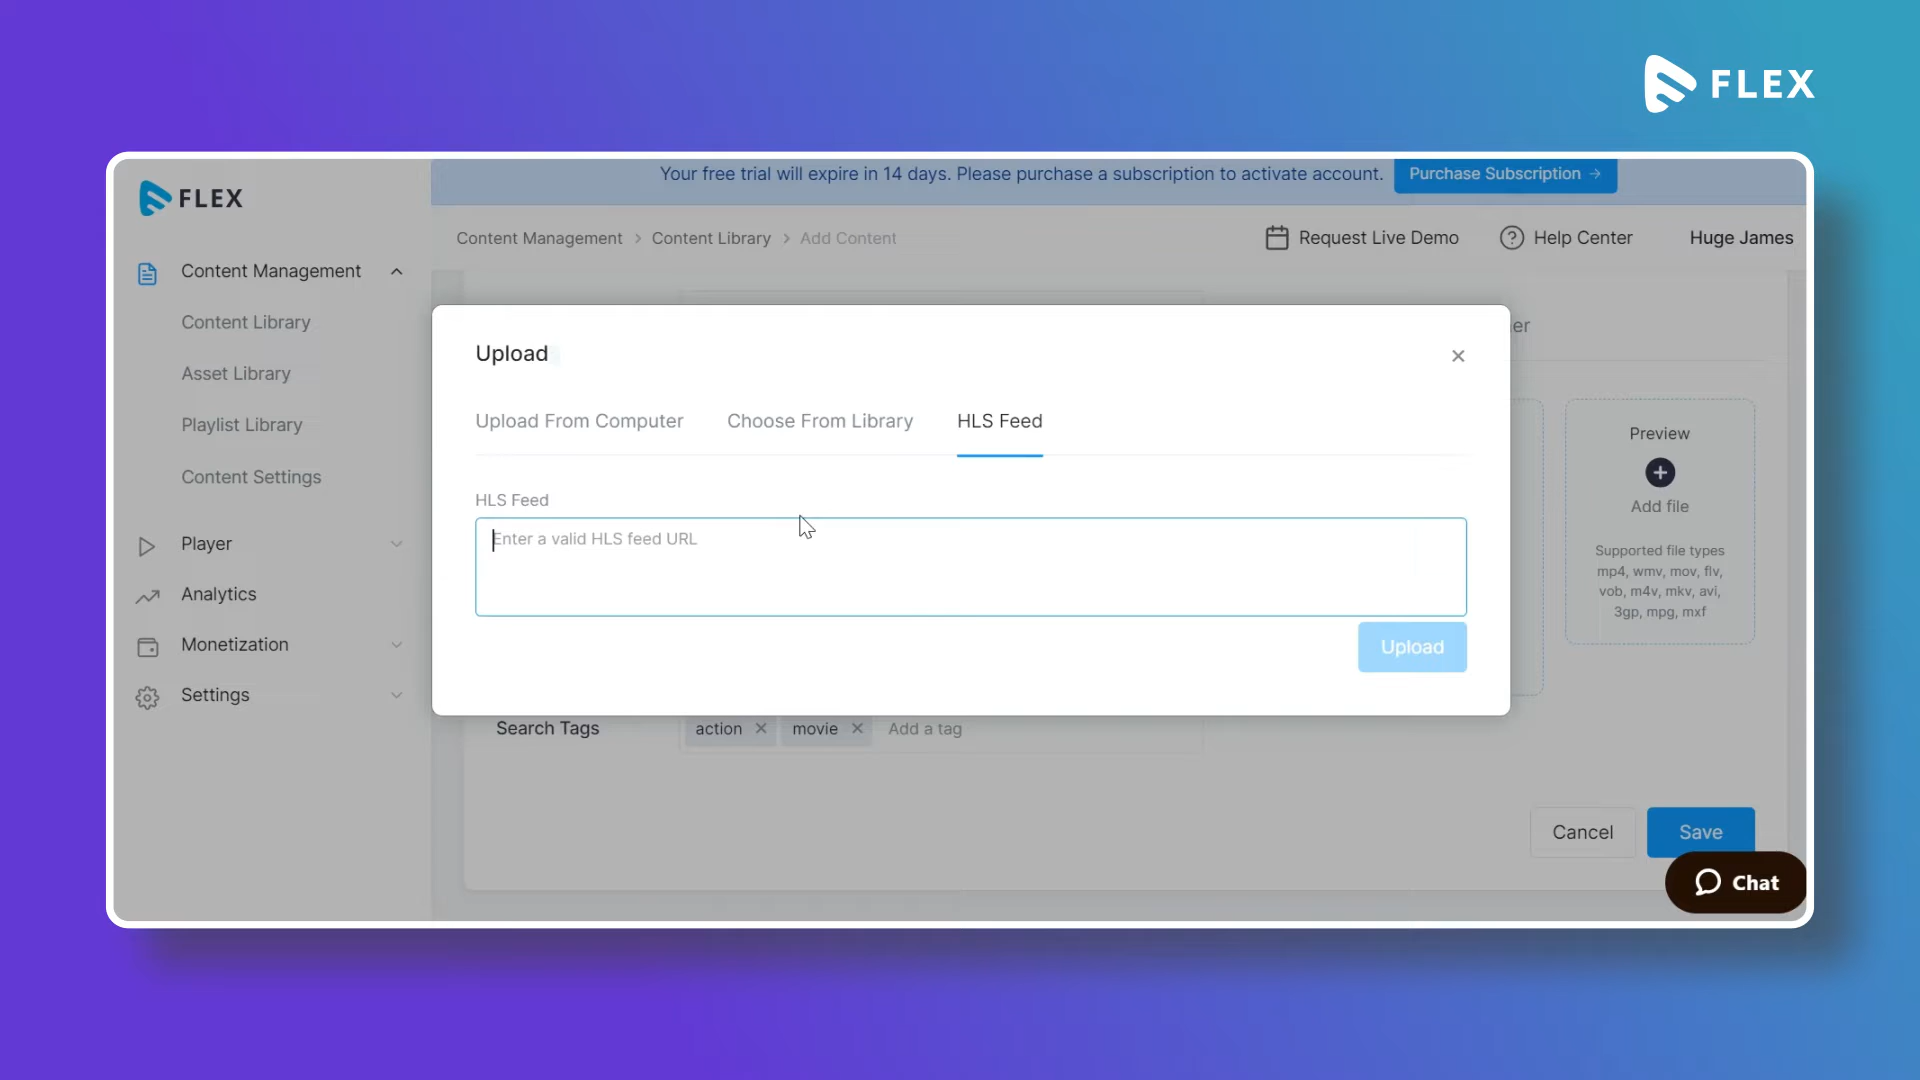 FLEX
FLEX
Your free trial will expire in 14 days. Please purchase a subscription to activate account.
Purchase Subscription →
Content Management > Content Library > Add Content
Request Live Demo
Help Center
Huge James
Content Management
Content Library
Asset Library
Playlist Library
Content Settings
Player
Analytics
Monetization
Settings
Upload
Upload From Computer
Choose From Library
HLS Feed
HLS Feed
Enter a valid HLS feed URL
Upload
Preview
Add file
Supported file types
mp4, wmv, mov, flv,
vob, m4v, mkv, avi,
3gp, mpg, mxf
Search Tags
action
movie
Add a tag
Cancel
Save
Chat